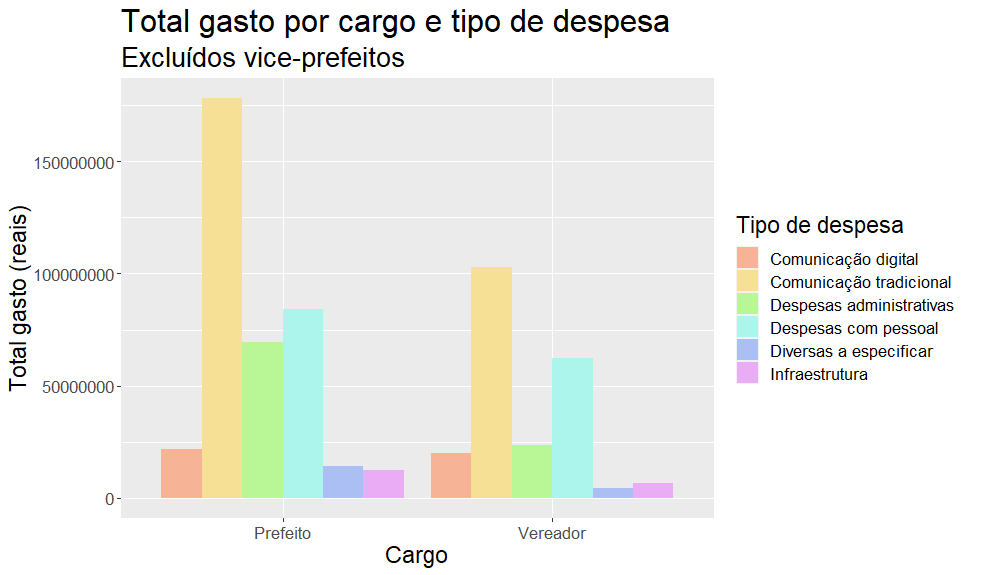 Total gasto por cargo e tipo de despesa
Excluídos vice-prefeitos
Total gasto (reais)
150000000
100000000
50000000
0
Prefeito
Vereador
Cargo
Tipo de despesa
Comunicação digital
Comunicação tradicional
Despesas administrativas
Despesas com pessoal
Diversas a especificar
Infraestrutura